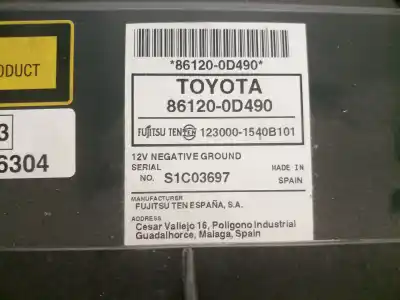 *86120-0D490*
TOYOTA
86120-0D490
FUJITSU TEN TEN 123000-1540B101
12V NEGATIVE GROUND
SERIAL
NO. S1C03697
MADE IN
SPAIN
MANUFACTURER
FUJITSU TEN ESPAÑA, S.A.
ADDRESS
Cesar Vallejo 16, Poligono Industrial
Guadalhorce, Malaga, Spain
ODUCT
3
6304